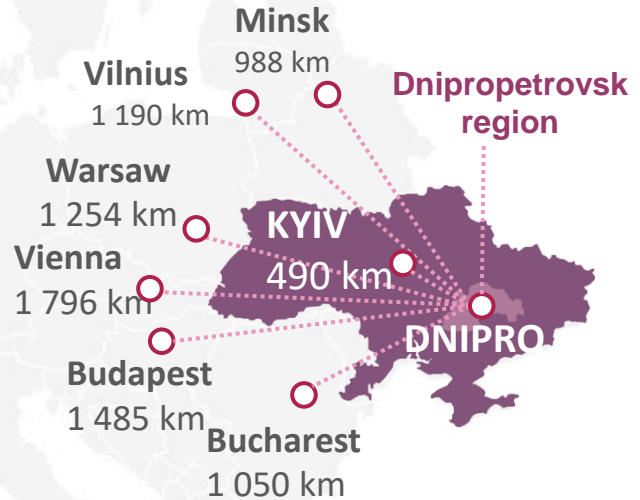 Minsk
988 km
Vilnius
1 190 km
Dnipropetrovsk
region
Warsaw
1 254 km
KYIV
490 km
Vienna
1 796 km
DNIPRO
Budapest
1 485 km
Bucharest
1 050 km